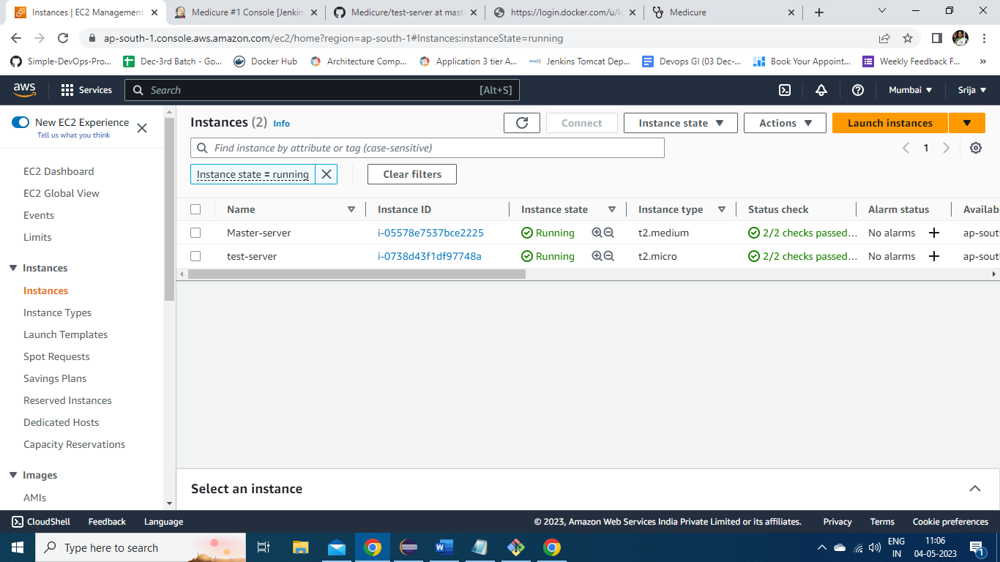 Instances | EC2 Management
Medicure #1 Console [Jenkin
Medicure/test-server at mast
https://login.docker.com/u/lo
Medicure
ap-south-1.console.aws.amazon.com/ec2/home?region=ap-south-1#Instances:instanceState=running
Simple-DevOps-Pro...
Dec-3rd Batch - Go...
Docker Hub
Architecture Comp...
Application 3 tier A...
Jenkins Tomcat Dep...
Devops GI (03 Dec-...
Book Your Appoint...
Weekly Feedback F...
»
aws
Services
Search
[Alt+S]
Mumbai
Srija
New EC2 Experience
Tell us what you think
EC2 Dashboard
EC2 Global View
Events
Limits
Instances
Instances
Instance Types
Launch Templates
Spot Requests
Savings Plans
Reserved Instances
Dedicated Hosts
Capacity Reservations
Images
AMIs
Instances (2) Info
Connect
Instance state
Actions
Launch instances
Find instance by attribute or tag (case-sensitive)
1
Instance state = running
Clear filters
Name Instance ID Instance state Instance type Status check Alarm status Availab
Master-server i-05578e7537bce2225 Running t2.medium 2/2 checks passed... No alarms ap-sout
test-server i-0738d43f1df97748a Running t2.micro 2/2 checks passed... No alarms ap-sout
Select an instance
CloudShell Feedback Language © 2023, Amazon Web Services India Private Limited or its affiliates. Privacy Terms Cookie preferences
Type here to search
ENG
IN
11:06
04-05-2023
1